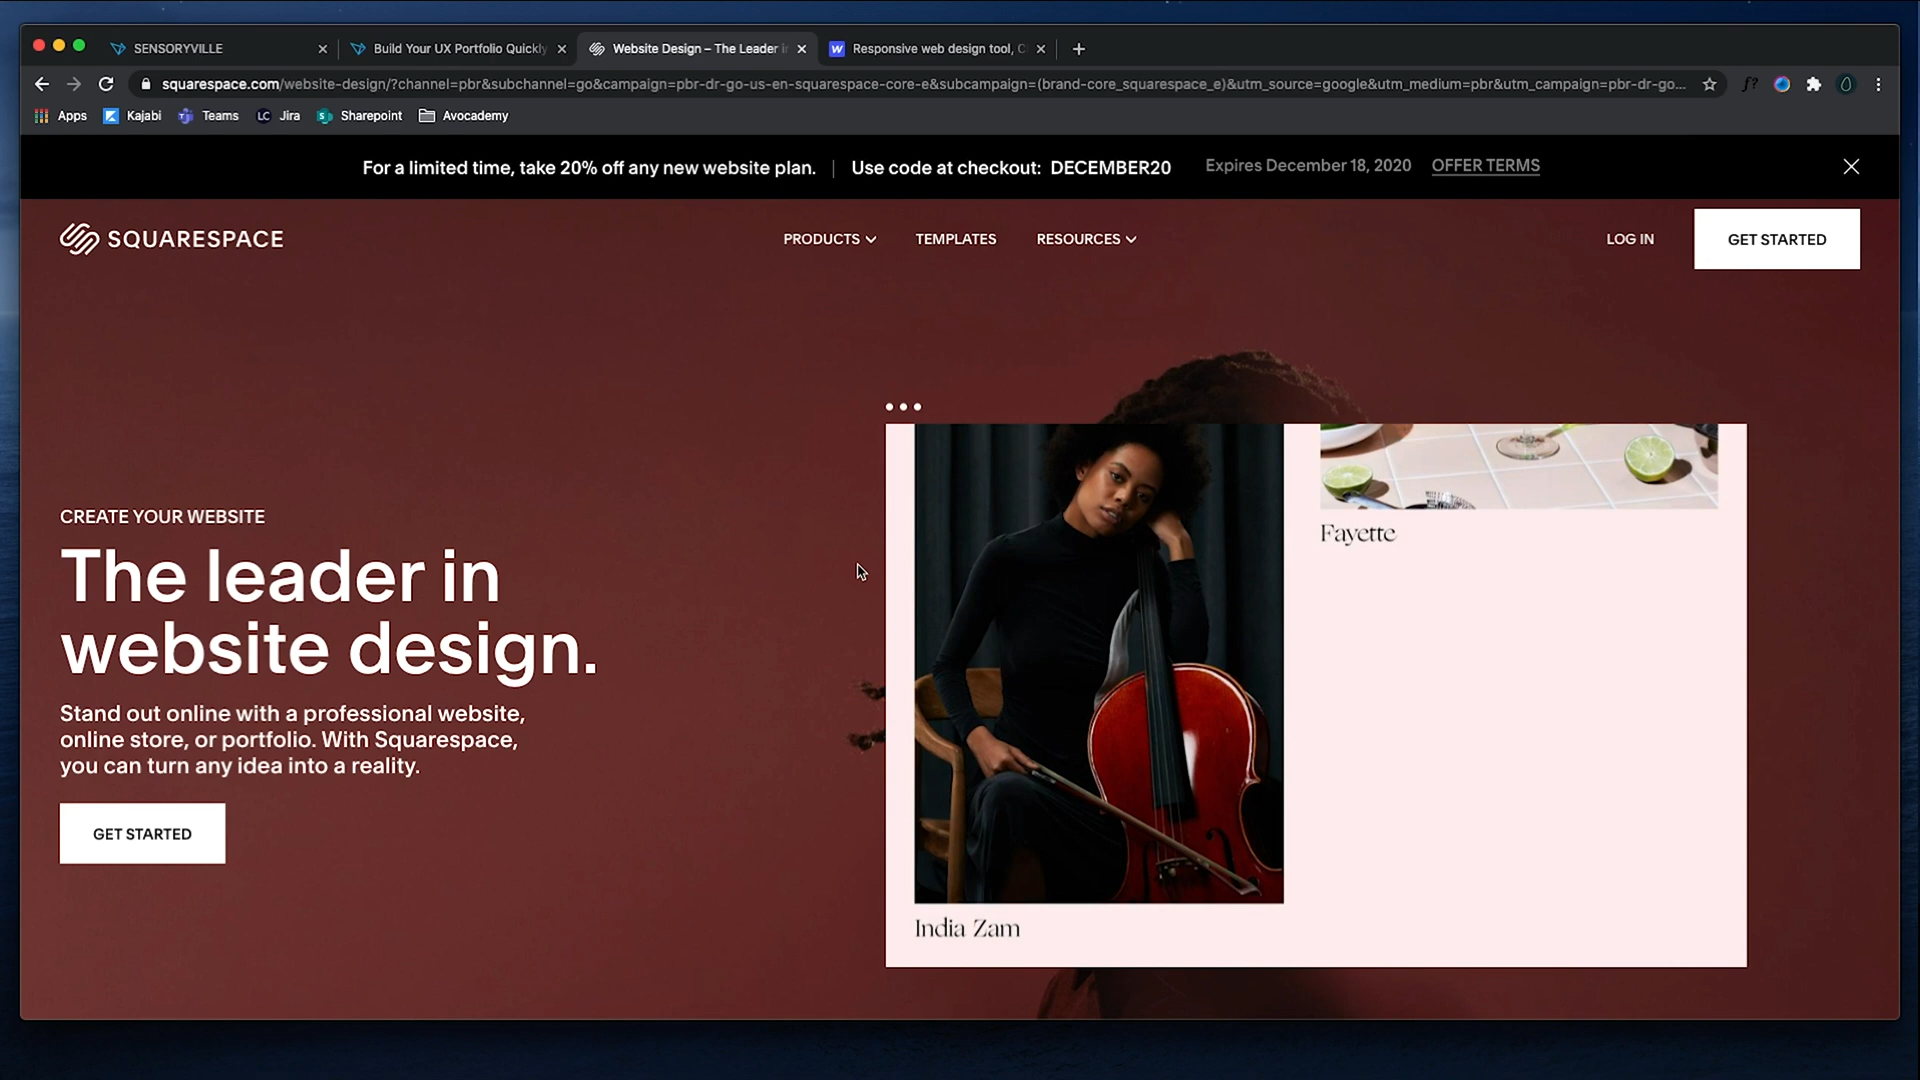 SENSORYVILLE
Build Your UX Portfolio Quickly
Website Design – The Leader in
Responsive web design tool, C
squarespace.com/website-design/?channel=pbr&subchannel=go&campaign=pbr-dr-go-us-en-squarespace-core-e&subcampaign=(brand-core_squarespace_e)&utm_source=google&utm_medium=pbr&utm_campaign=pbr-dr-go...
f?
Apps
Kajabi
Teams
LC Jira
Sharepoint
Avocademy
For a limited time, take 20% off any new website plan. | Use code at checkout: DECEMBER20 Expires December 18, 2020 OFFER TERMS
SQUARESPACE
PRODUCTS
TEMPLATES
RESOURCES
LOG IN
GET STARTED
CREATE YOUR WEBSITE
The leader in
website design.
Stand out online with a professional website,
online store, or portfolio. With Squarespace,
you can turn any idea into a reality.
GET STARTED
Fayette
India Zam